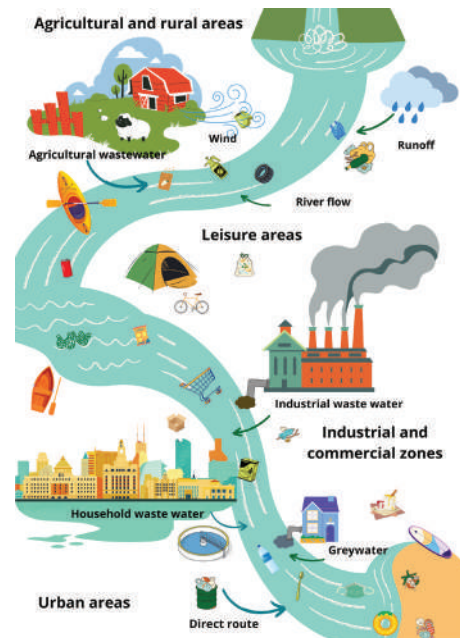 Agricultural and rural areas
Wind
Runoff
Agricultural wastewater
River flow
Leisure areas
Industrial waste water
Industrial and
commercial zones
Household waste water
Greywater
Urban areas
Direct route